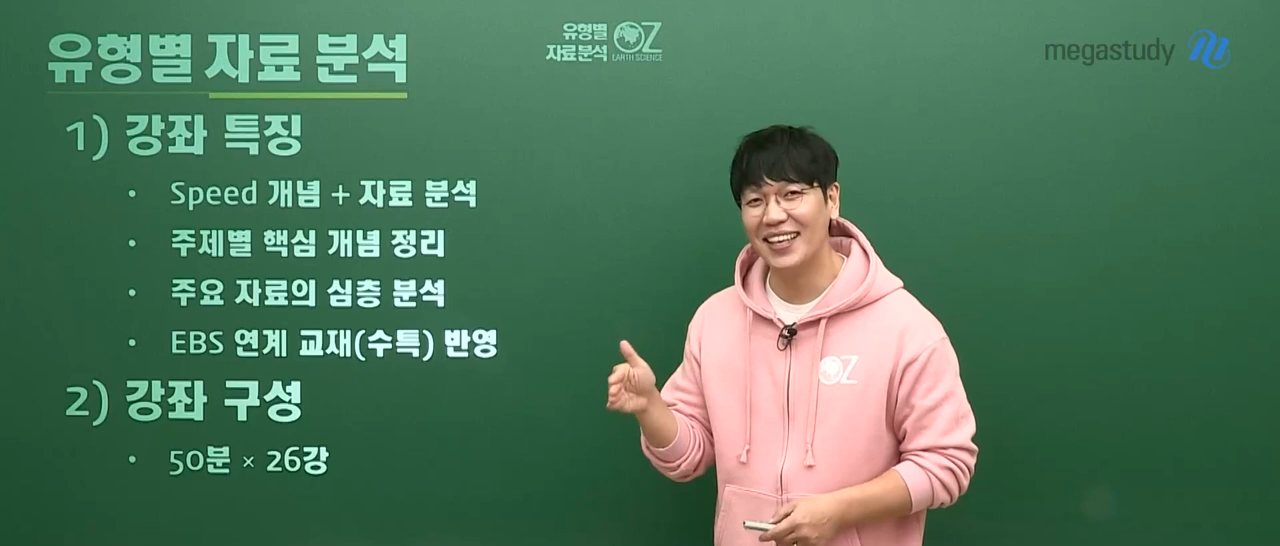 유형별 자료 분석
유형별
자료분석 OZ
EARTH SCIENCE
megastudy
1) 강좌 특징
• Speed 개념 + 자료 분석
• 주제별 핵심 개념 정리
• 주요 자료의 심층 분석
• EBS 연계 교재(수특) 반영
2) 강좌 구성
• 50분 × 26강
OZ